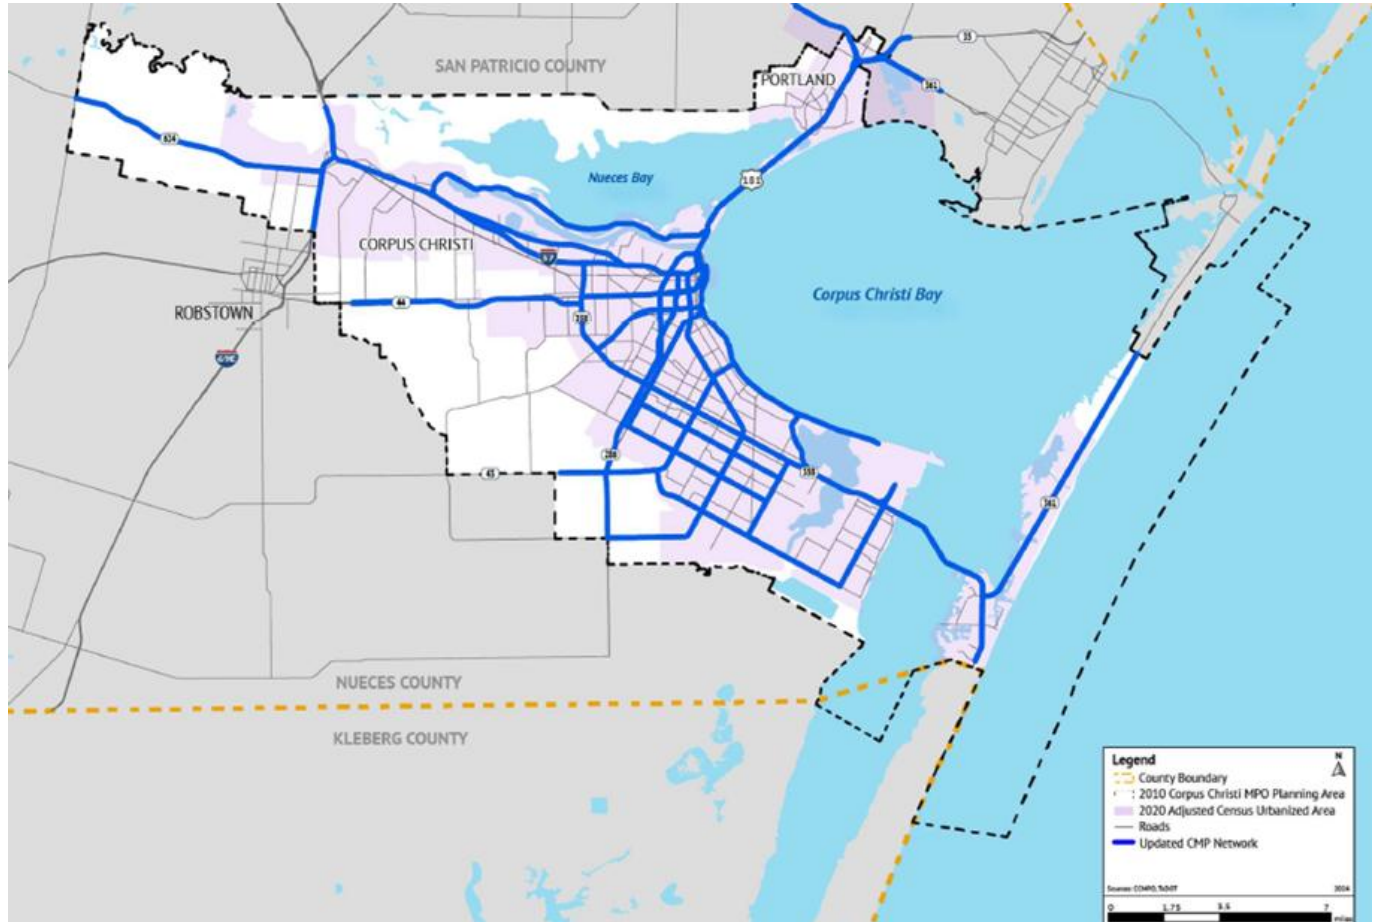 SAN PATRICIO COUNTY
35
PORTLAND
361
624
Nueces Bay
181
CORPUS CHRISTI
37
Corpus Christi Bay
44
ROBSTOWN
358
286
43
358
361
NUECES COUNTY
KLEBERG COUNTY
Legend
N
County Boundary
2010 Corpus Christi MPO Planning Area
2020 Adjusted Census Urbanized Area
Roads
Updated CMP Network
2024
0 1.75 3.5 7
miles